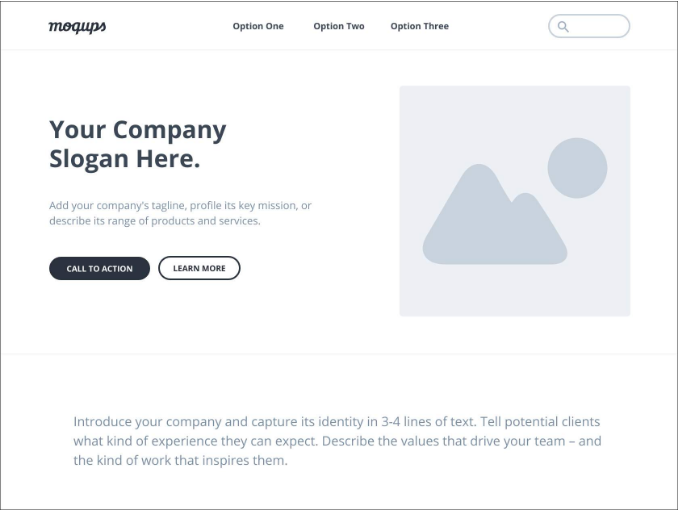 moqups
Option One
Option Two
Option Three
Your Company
Slogan Here.
Add your company's tagline, profile its key mission, or
describe its range of products and services.
CALL TO ACTION
LEARN MORE
Introduce your company and capture its identity in 3-4 lines of text. Tell potential clients
what kind of experience they can expect. Describe the values that drive your team – and
the kind of work that inspires them.